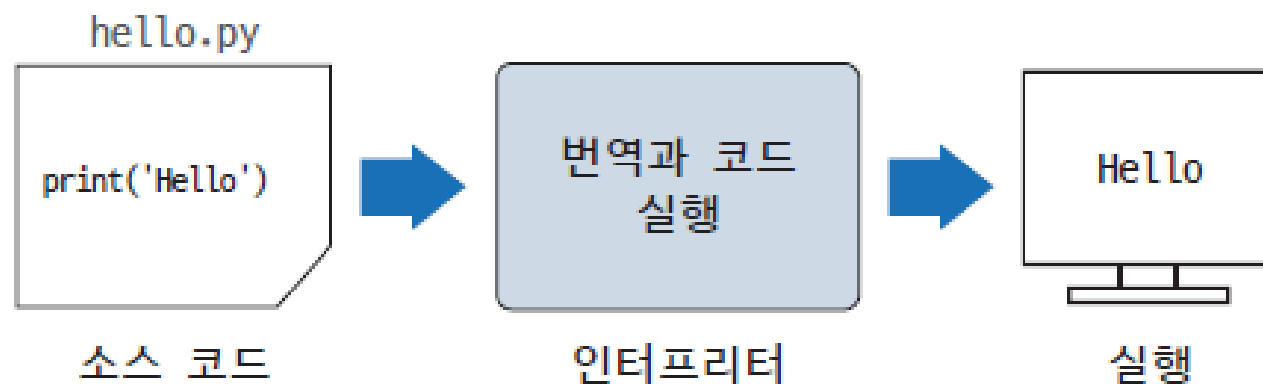 hello.py
print('Hello')
번역과 코드
실행
Hello
소스 코드
인터프리터
실행